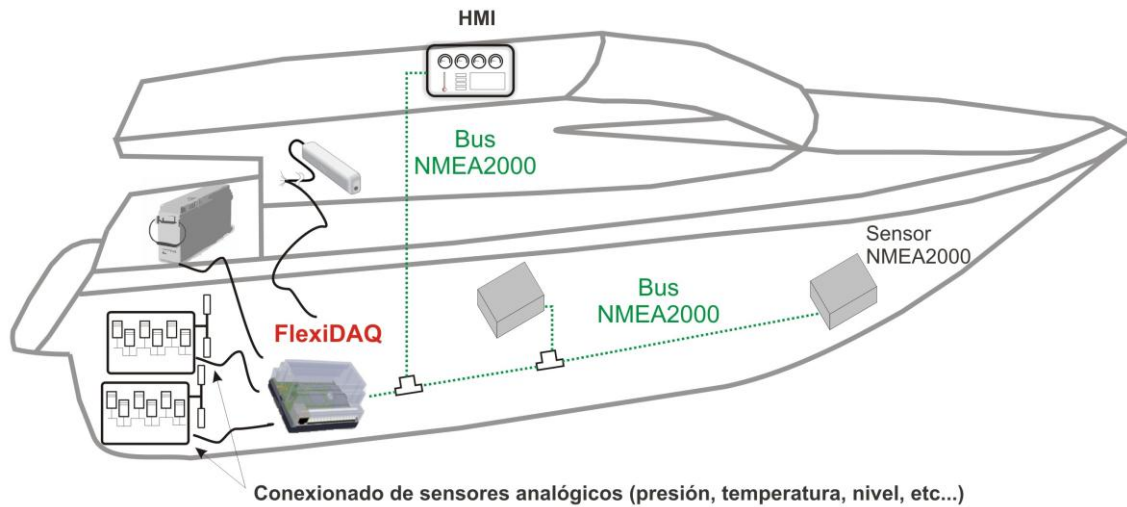 HMI
Bus
NMEA2000
Sensor
NMEA2000
Bus
NMEA2000
FlexiDAQ
Conexionado de sensores analógicos (presión, temperatura, nivel, etc...)